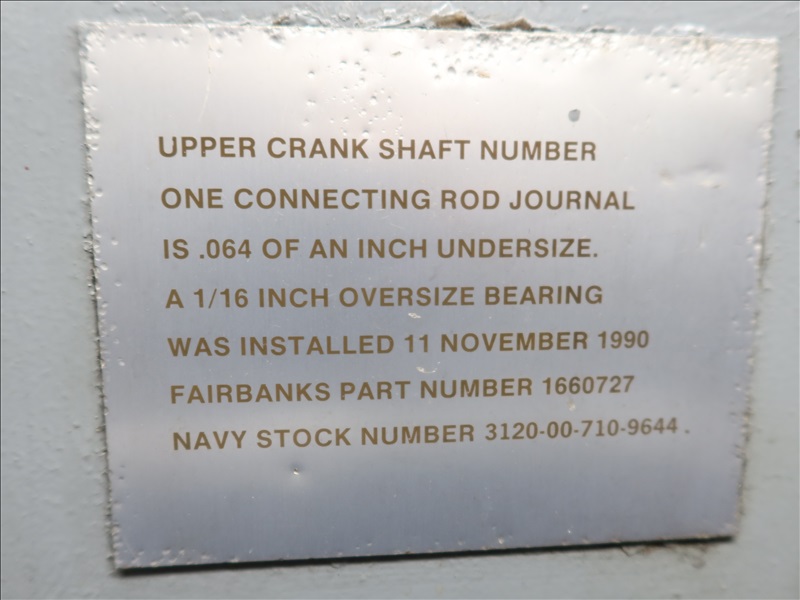 UPPER CRANK SHAFT NUMBER
ONE CONNECTING ROD JOURNAL
IS .064 OF AN INCH UNDERSIZE.
A 1/16 INCH OVERSIZE BEARING
WAS INSTALLED 11 NOVEMBER 1990
FAIRBANKS PART NUMBER 1660727
NAVY STOCK NUMBER 3120-00-710-9644.